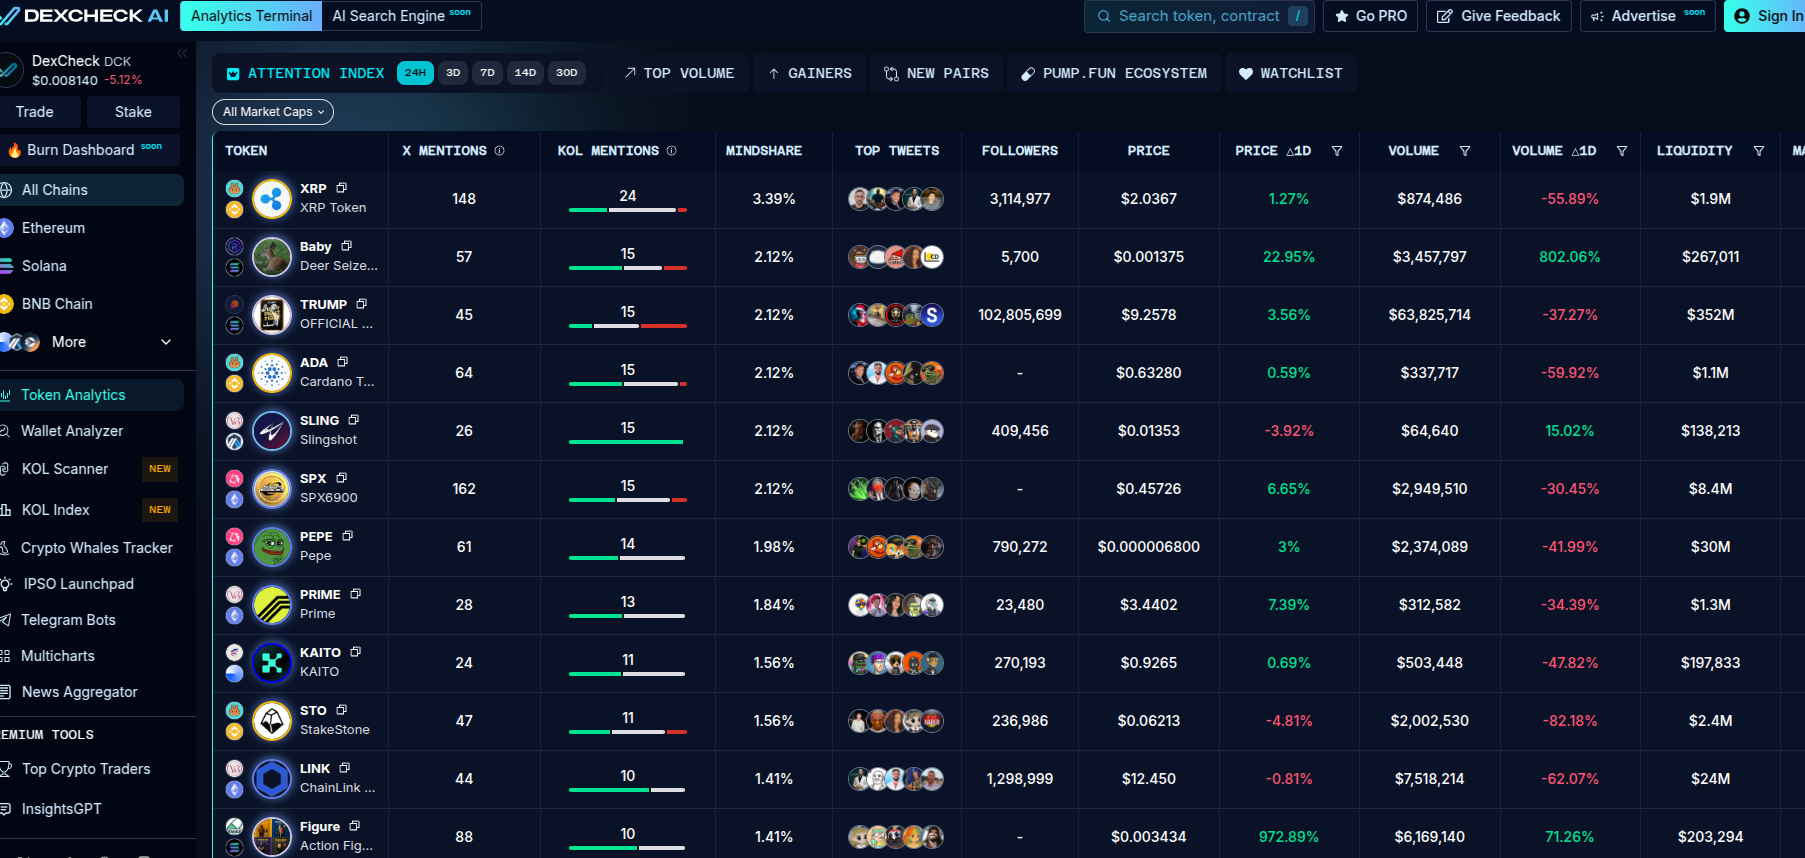 DEXCHECK AI
Analytics Terminal
AI Search Engine soon
Search token, contract /
Go PRO
Give Feedback
Advertise soon
Sign In
DexCheck DCK
$0.008140 -5.12%
Trade
Stake
Burn Dashboard soon
All Chains
Ethereum
Solana
BNB Chain
More
Token Analytics
Wallet Analyzer
KOL Scanner NEW
KOL Index NEW
Crypto Whales Tracker
IPSO Launchpad
Telegram Bots
Multicharts
News Aggregator
EMIUM TOOLS
Top Crypto Traders
InsightsGPT
ATTENTION INDEX 24H 3D 7D 14D 30D
TOP VOLUME
GAINERS
NEW PAIRS
PUMP.FUN ECOSYSTEM
WATCHLIST
All Market Caps
TOKEN X MENTIONS KOL MENTIONS MINDSHARE TOP TWEETS FOLLOWERS PRICE PRICE △1D VOLUME VOLUME △1D LIQUIDITY MA
XRP
XRP Token
148 24 3.39% 3,114,977 $2.0367 1.27% $874,486 -55.89% $1.9M
Baby
Deer Seize...
57 15 2.12% 5,700 $0.001375 22.95% $3,457,797 802.06% $267,011
TRUMP
OFFICIAL ...
45 15 2.12% S 102,805,699 $9.2578 3.56% $63,825,714 -37.27% $352M
ADA
Cardano T...
64 15 2.12% - $0.63280 0.59% $337,717 -59.92% $1.1M
SLING
Slingshot
26 15 2.12% 409,456 $0.01353 -3.92% $64,640 15.02% $138,213
SPX
SPX6900
162 15 2.12% - $0.45726 6.65% $2,949,510 -30.45% $8.4M
PEPE
Pepe
61 14 1.98% 790,272 $0.000006800 3% $2,374,089 -41.99% $30M
PRIME
Prime
28 13 1.84% 23,480 $3.4402 7.39% $312,582 -34.39% $1.3M
KAITO
KAITO
24 11 1.56% 270,193 $0.9265 0.69% $503,448 -47.82% $197,833
STO
StakeStone
47 11 1.56% 236,986 $0.06213 -4.81% $2,002,530 -82.18% $2.4M
LINK
ChainLink ...
44 10 1.41% 1,298,999 $12.450 -0.81% $7,518,214 -62.07% $24M
Figure
Action Fig...
88 10 1.41% - $0.003434 972.89% $6,169,140 71.26% $203,294